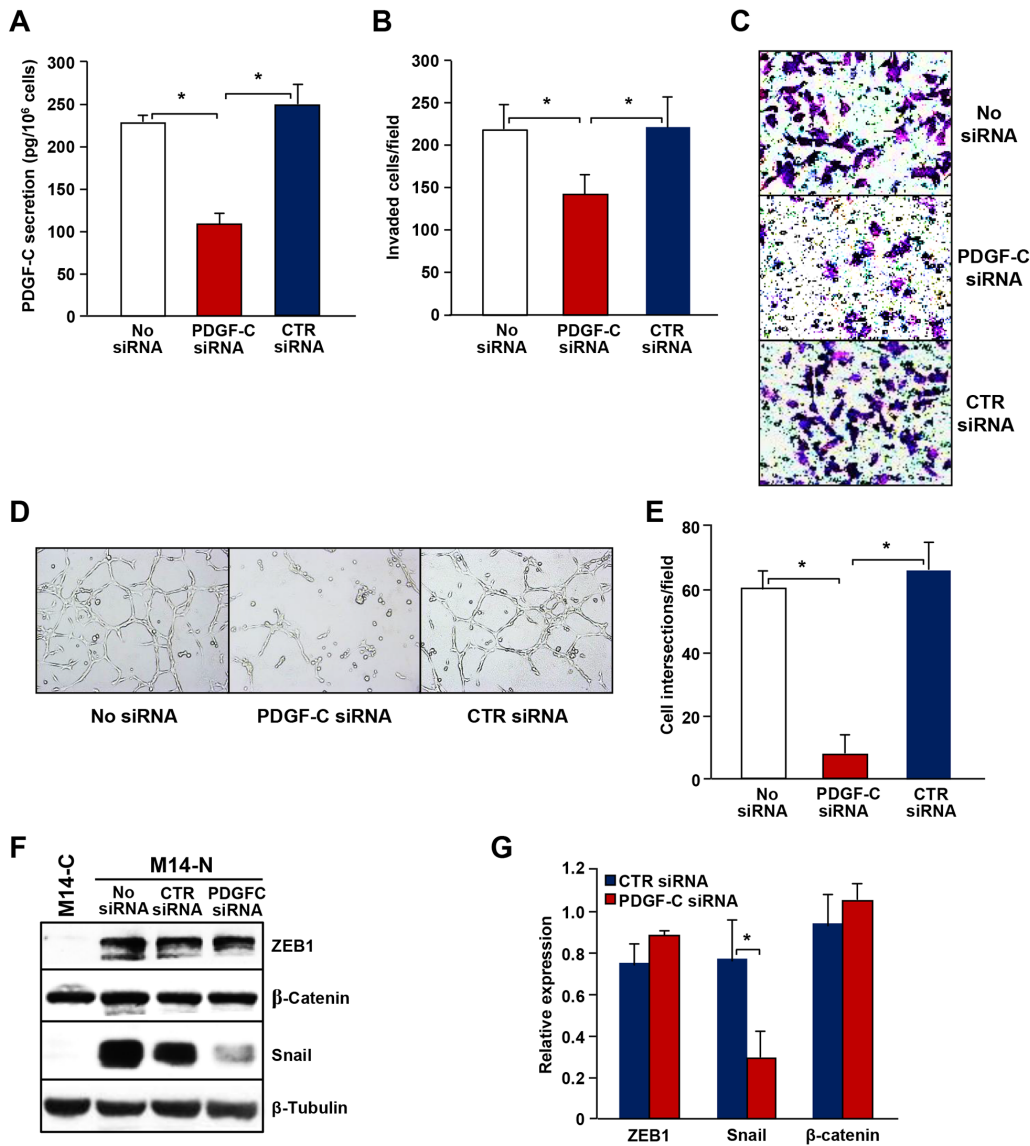 A
PDGF-C secretion (pg/10⁶ cells)
300
250
200
150
100
50
0
*
*
No
siRNA
PDGF-C
siRNA
CTR
siRNA
B
Invaded cells/field
300
250
200
150
100
50
0
*
*
No
siRNA
PDGF-C
siRNA
CTR
siRNA
C
No
siRNA
PDGF-C
siRNA
CTR
siRNA
D
No siRNA
PDGF-C siRNA
CTR siRNA
E
Cell intersections/field
80
60
40
20
0
*
*
No
siRNA
PDGF-C
siRNA
CTR
siRNA
F
M14-C
M14-N
No
siRNA
CTR
siRNA
PDGFC
siRNA
ZEB1
β-Catenin
Snail
β-Tubulin
G
Relative expression
1.2
1.0
0.8
0.6
0.4
0.2
0
CTR siRNA
PDGF-C siRNA
*
ZEB1
Snail
β-catenin